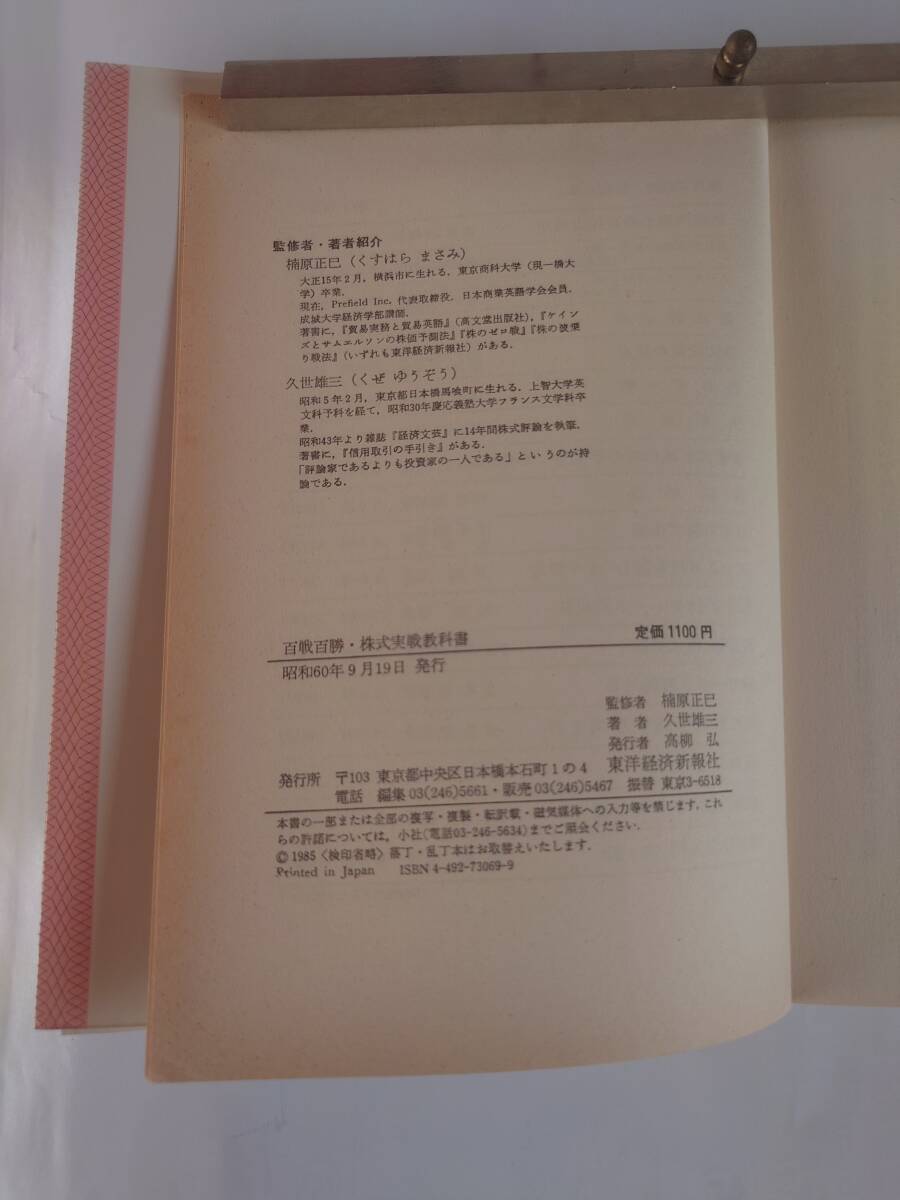 監修者・著者紹介
楠原正巳(くすはら まさみ)
大正15年2月,横浜市に生れる.東京商科大学(現一橋大
学)卒業.
現在,Prefield Inc.代表取締役.日本商業英語学会会員.
成城大学経済学部講師.
著書に,『貿易実務と貿易英語』(高文堂出版社),『ケイン
ズとサムエルソンの株価予測法』『株のゼロ戦』『株の波乗
り戦法』(いずれも東洋経済新報社)がある.
久世雄三(くぜ ゆうぞう)
昭和5年2月,東京都日本橋馬喰町に生れる.上智大学英
文科予科を経て,昭和30年慶応義塾大学フランス文学科卒
業.
昭和43年より雑誌『経済文芸』に14年間株式評論を執筆.
著書に,『信用取引の手引き』がある.
「評論家であるよりも投資家の一人である」というのが持
論である.
百戦百勝・株式実戦教科書 定価1100円
昭和60年9月19日 発行
監修者 楠原正巳
著者 久世雄三
発行者 高柳 弘
発行所 〒103 東京都中央区日本橋本石町1の4 東洋経済新報社
電話 編集03(246)5661・販売03(246)5467 振替 東京3-6518
本書の一部または全部の複写・複製・転訳載・磁気媒体への入力等を禁じます.これ
らの許諾については,小社(電話03-246-5634)までご照会ください.
© 1985〈検印省略〉落丁・乱丁本はお取替えいたします.
Printed in Japan ISBN 4-492-73069-9